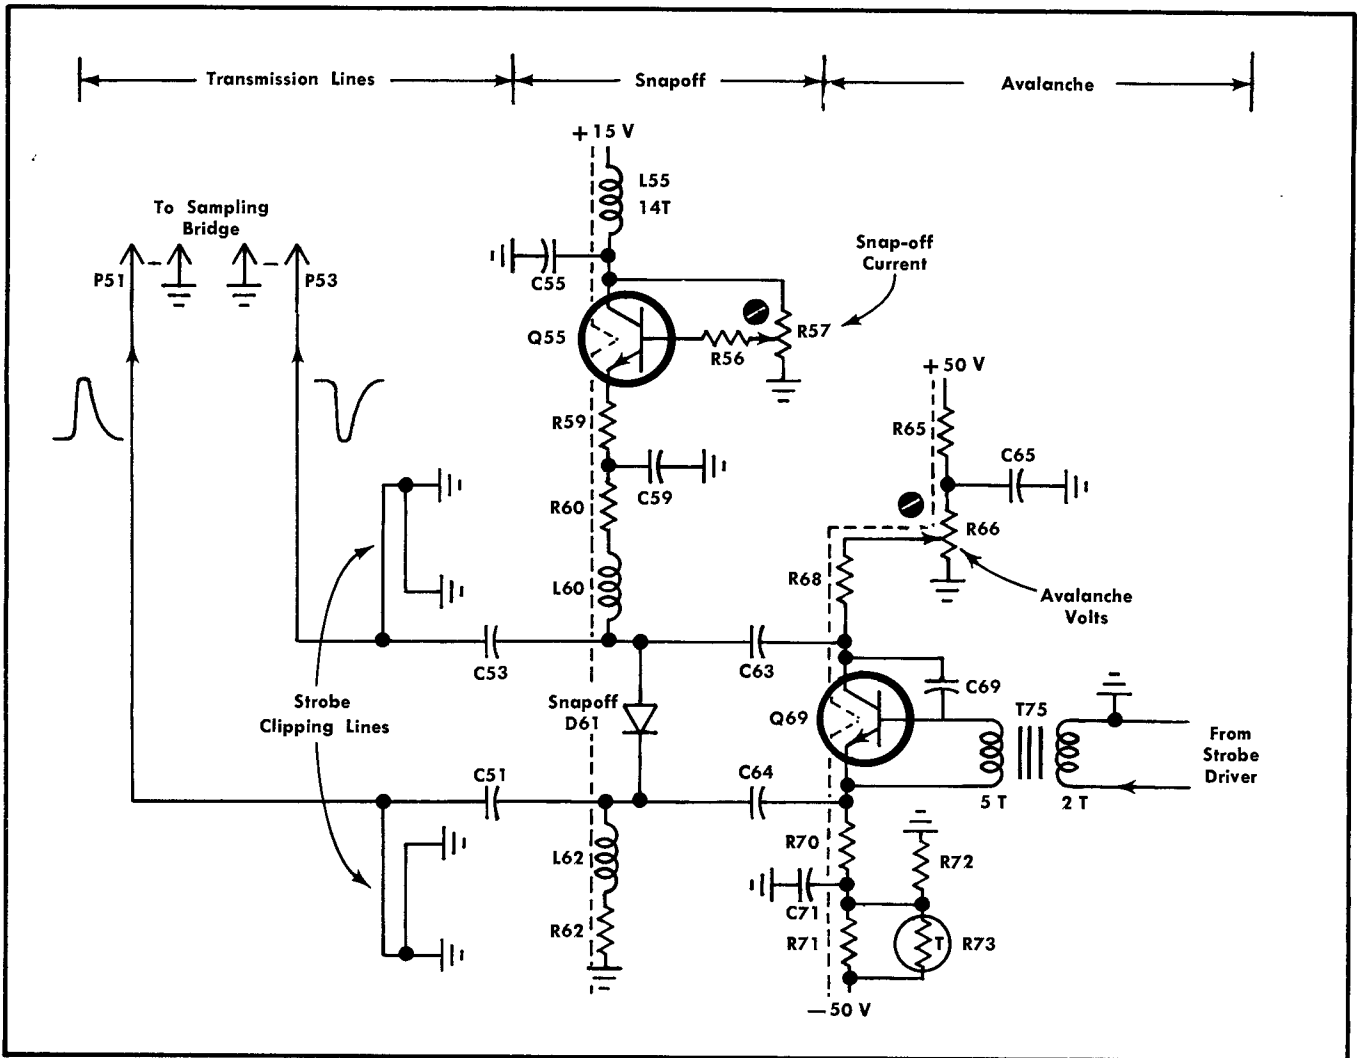 Transmission Lines
Snapoff
Avalanche
+ 15 V
L55
14T
To Sampling
Bridge
Snap-off
Current
P51
P53
C55
Q55
R56
R57
+ 50 V
R59
R65
C59
C65
R60
R66
L60
R68
Avalanche
Volts
C53
C63
Strobe
Clipping Lines
Snapoff
D61
Q69
C69
T75
From
Strobe
Driver
C51
C64
5 T
2 T
L62
R70
R72
C71
R62
R71
T
R73
— 50 V